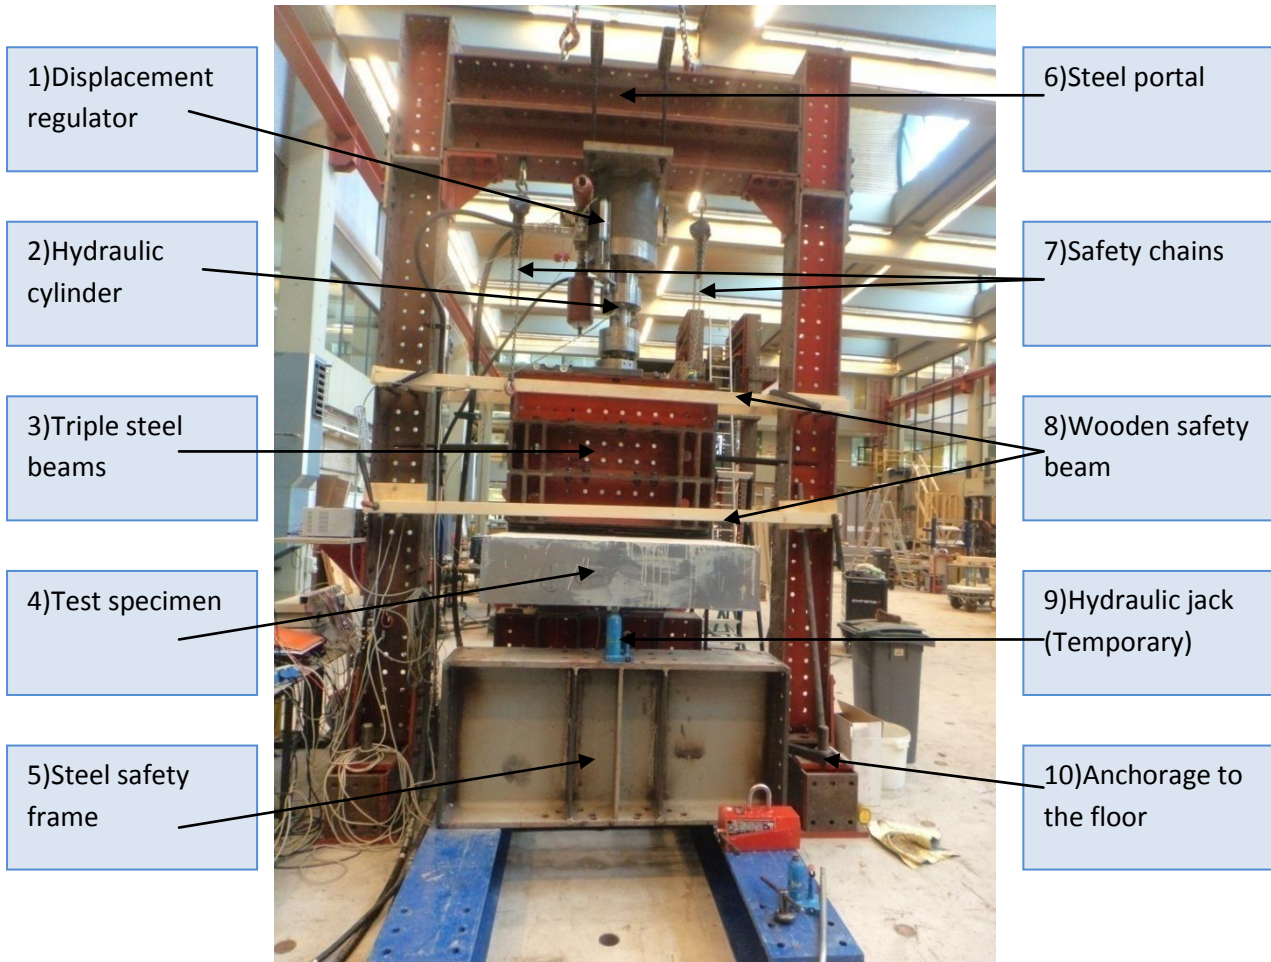 1)Displacement
regulator
2)Hydraulic
cylinder
3)Triple steel
beams
4)Test specimen
5)Steel safety
frame
6)Steel portal
7)Safety chains
8)Wooden safety
beam
9)Hydraulic jack
(Temporary)
10)Anchorage to
the floor